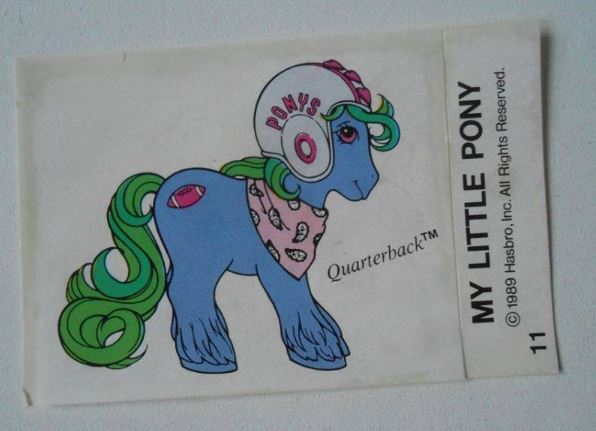 PONYS
0
Quarterback™
MY LITTLE PONY
© 1989 Hasbro, Inc. All Rights Reserved.
11